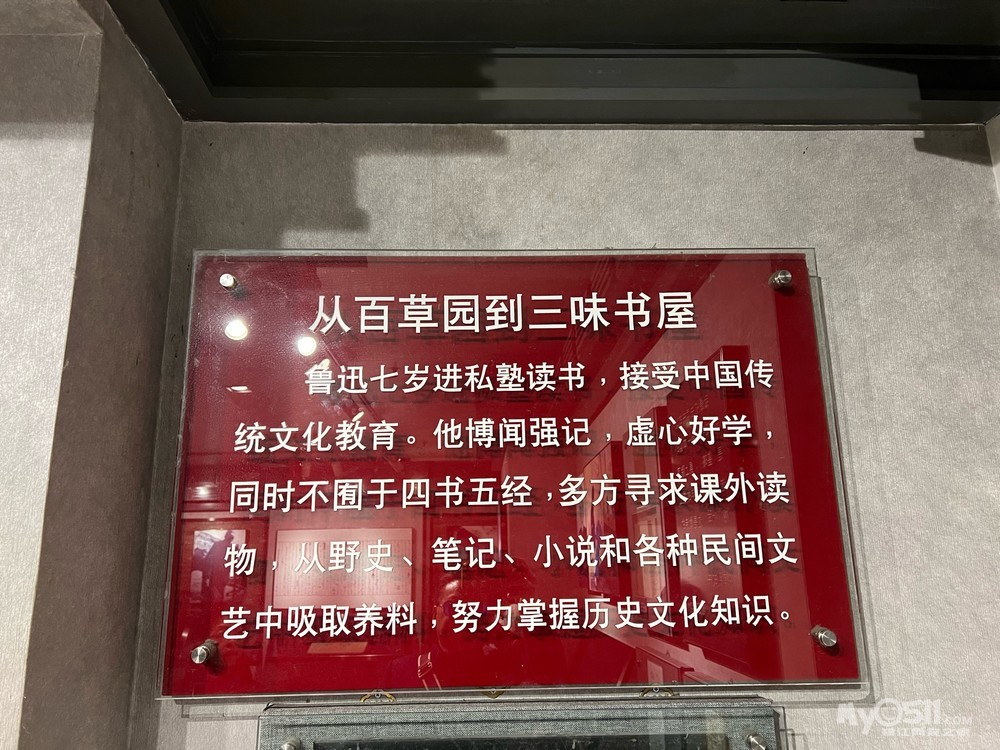 从百草园到三味书屋
鲁迅七岁进私塾读书，接受中国传
统文化教育。他博闻强记，虚心好学，
同时不囿于四书五经，多方寻求课外读
物，从野史、笔记、小说和各种民间文
艺中吸取养料，努力掌握历史文化知识。
My0511.COM